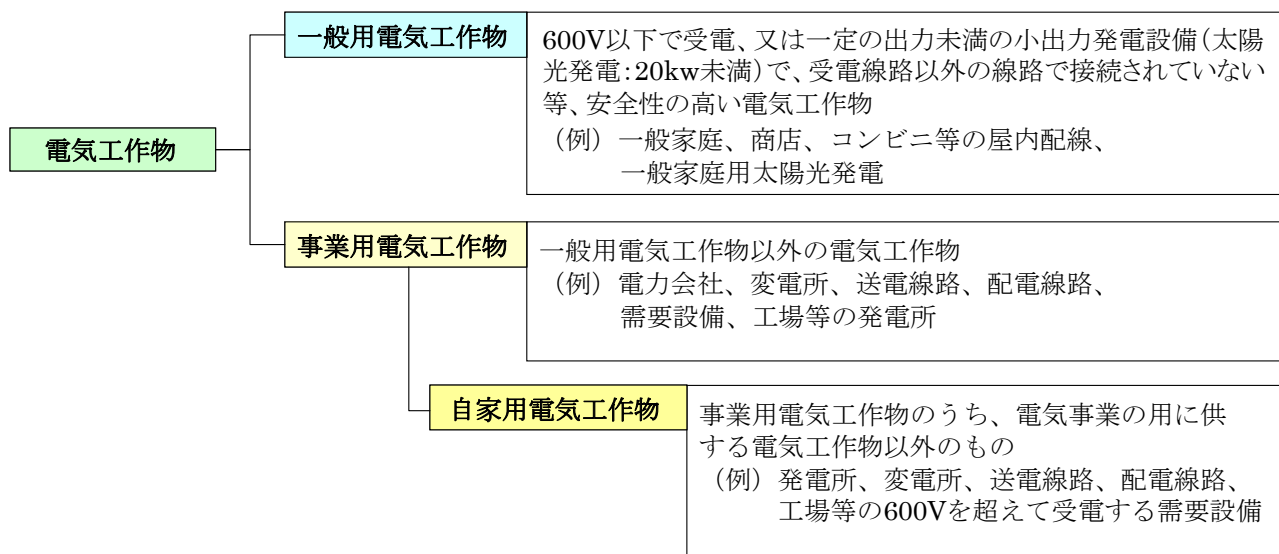 電気工作物
一般用電気工作物
600V以下で受電、又は一定の出力未満の小出力発電設備(太陽
光発電:20kw未満)で、受電線路以外の線路で接続されていない
等、安全性の高い電気工作物
(例) 一般家庭、商店、コンビニ等の屋内配線、
一般家庭用太陽光発電
事業用電気工作物
一般用電気工作物以外の電気工作物
(例) 電力会社、変電所、送電線路、配電線路、
需要設備、工場等の発電所
自家用電気工作物
事業用電気工作物のうち、電気事業の用に供
する電気工作物以外のもの
(例) 発電所、変電所、送電線路、配電線路、
工場等の600Vを超えて受電する需要設備